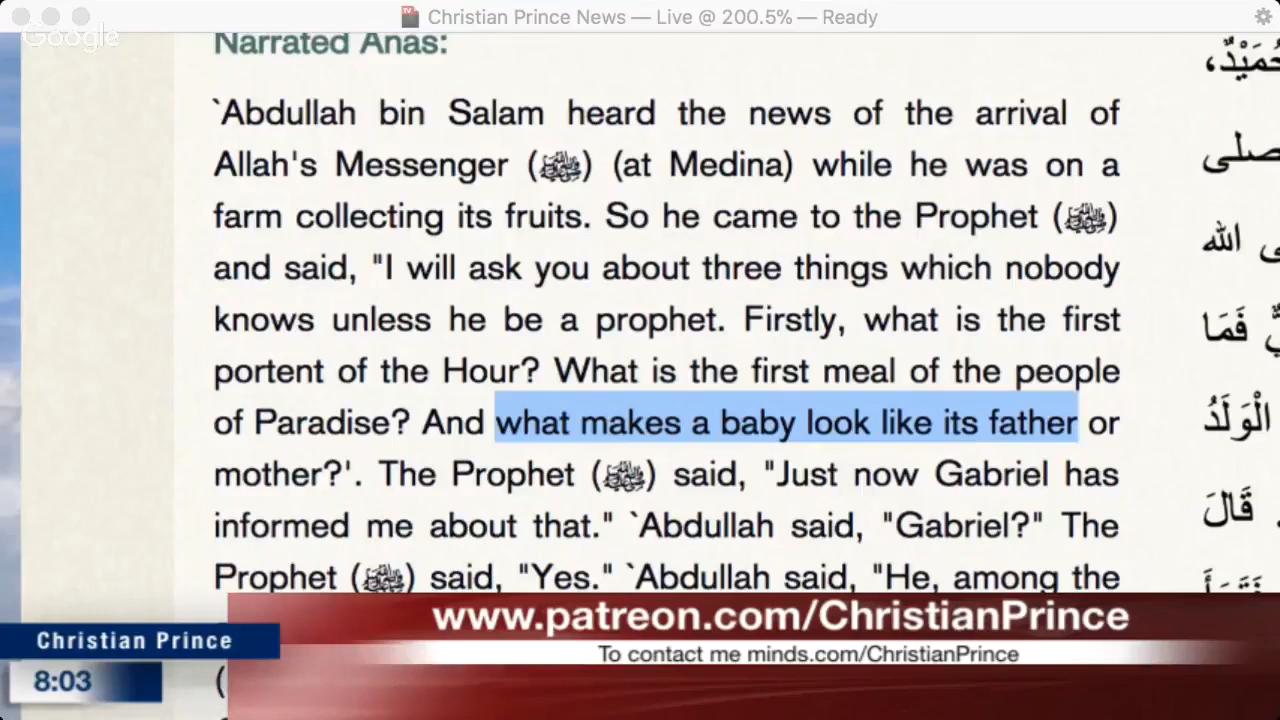 Christian Prince News — Live @ 200.5% — Ready
Google
Narrated Anas:
`Abdullah bin Salam heard the news of the arrival of
Allah's Messenger (ﷺ) (at Medina) while he was on a
farm collecting its fruits. So he came to the Prophet (ﷺ)
and said, "I will ask you about three things which nobody
knows unless he be a prophet. Firstly, what is the first
portent of the Hour? What is the first meal of the people
of Paradise? And what makes a baby look like its father or
mother?'. The Prophet (ﷺ) said, "Just now Gabriel has
informed me about that." `Abdullah said, "Gabriel?" The
Prophet (ﷺ) said, "Yes." `Abdullah said, "He, among the
(
حُمَيْدٌ،
صلى
الله
فَمَا
الْوَلَدُ
قَالَ
www.patreon.com/ChristianPrince
To contact me minds.com/ChristianPrince
Christian Prince
8:03
TV